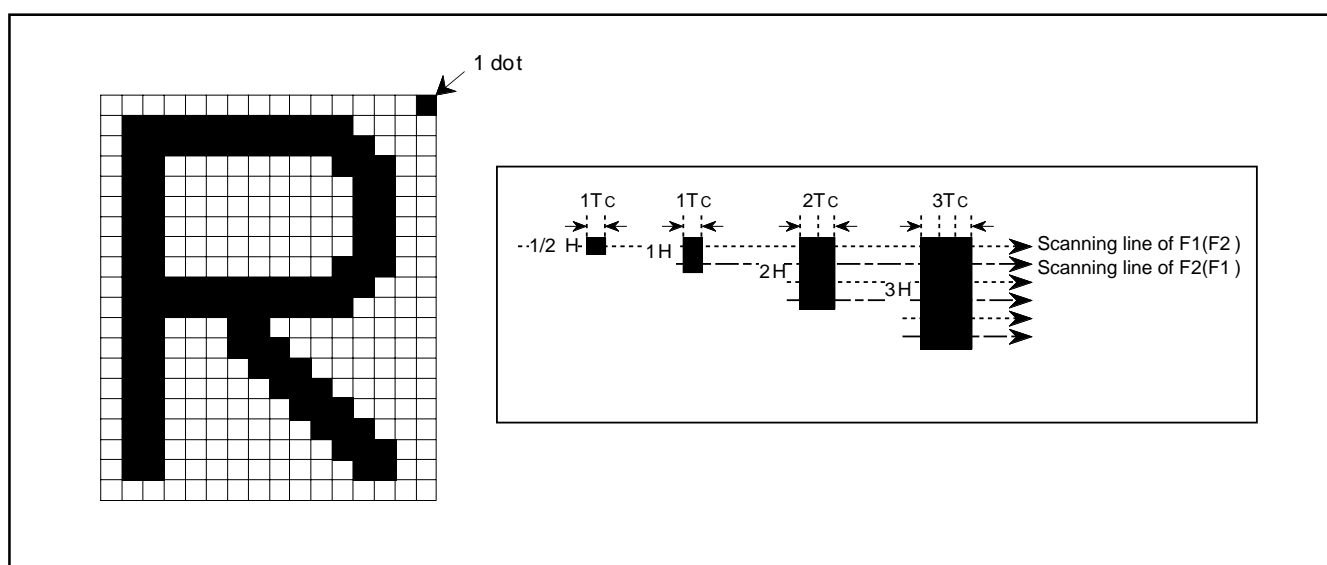 1 dot
1Tc 1Tc 2Tc 3Tc
1/2 H
1H
2H
3H
Scanning line of F1(F2)
Scanning line of F2(F1)
R